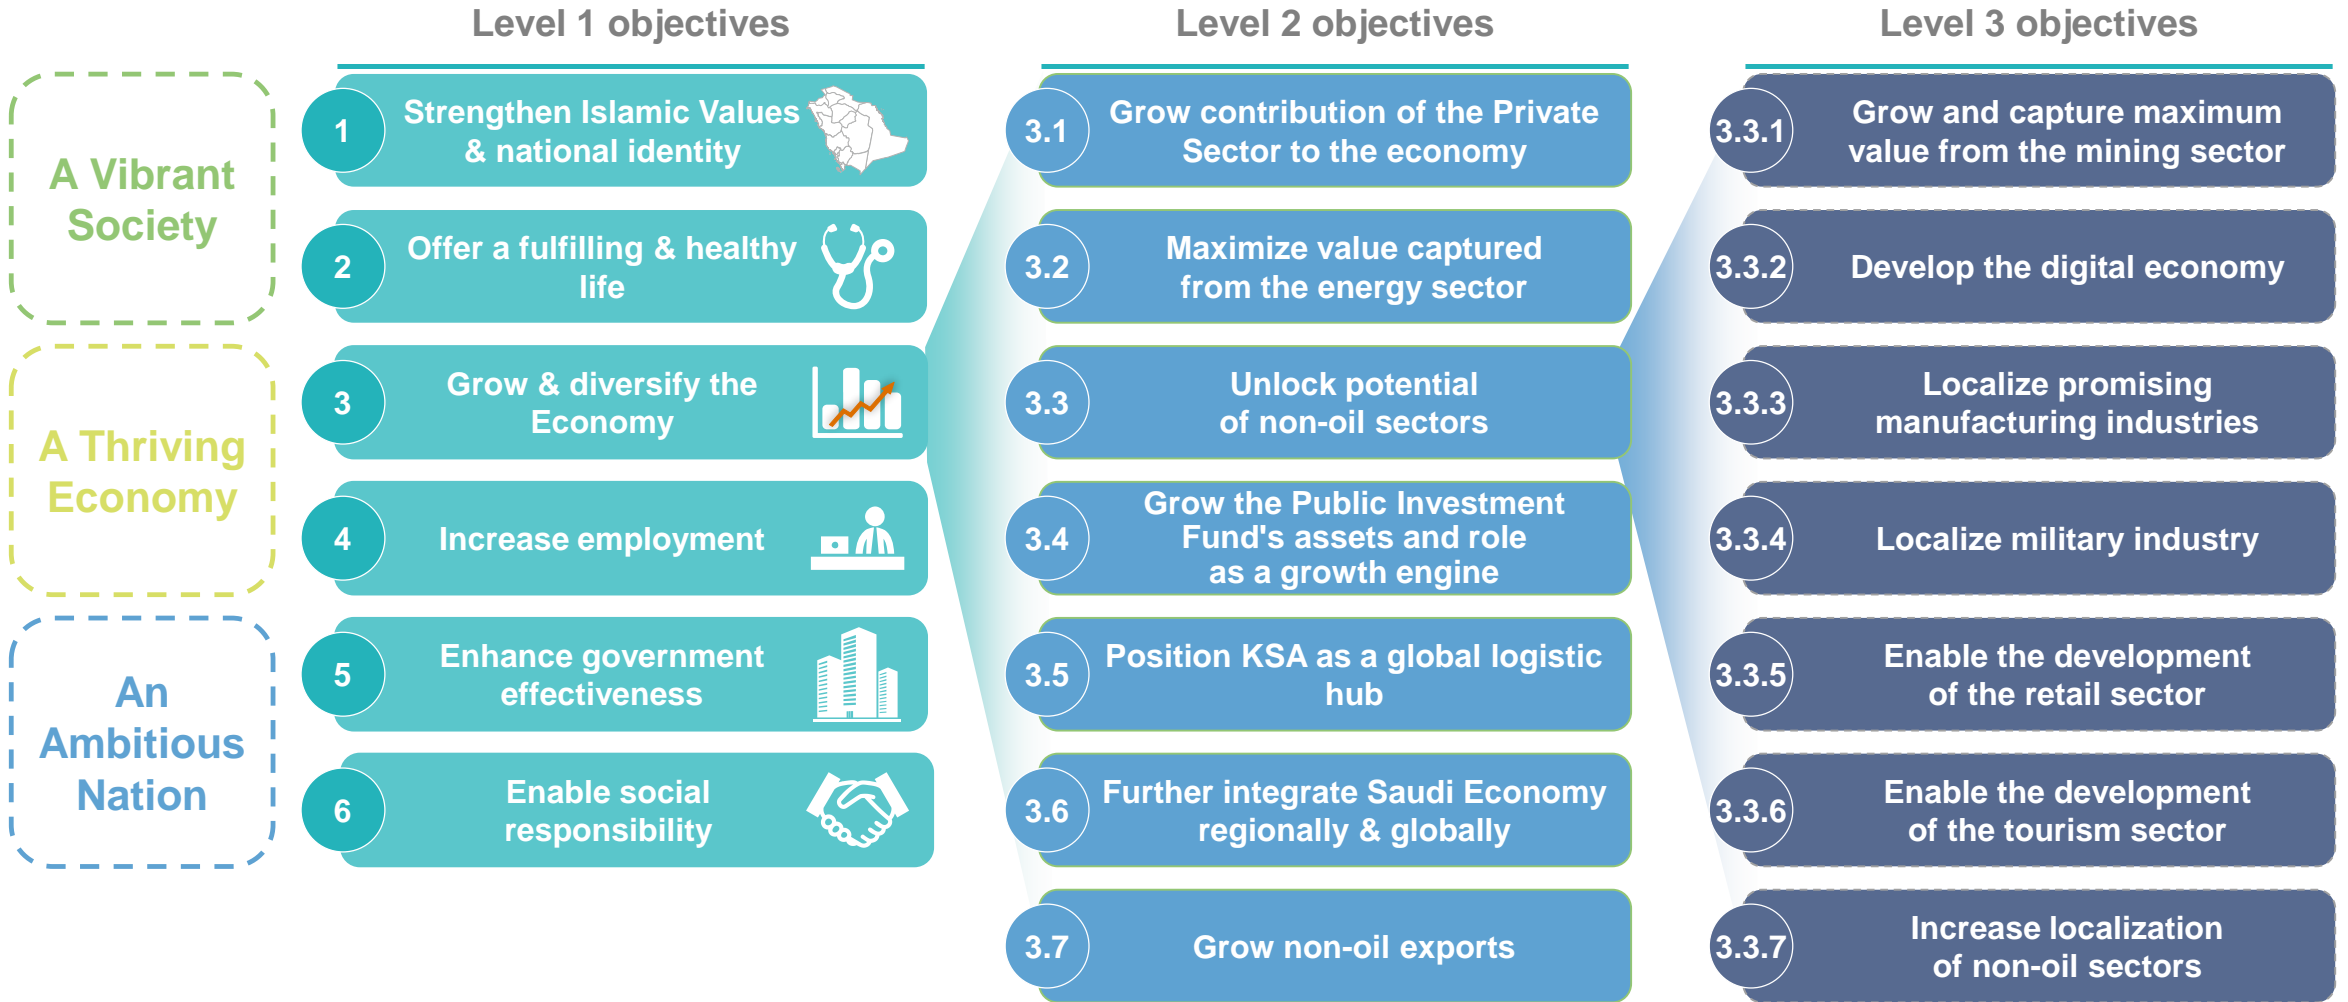 Level 1 objectives
Level 2 objectives
Level 3 objectives
A Vibrant
Society
A Thriving
Economy
An
Ambitious
Nation
1
Strengthen Islamic Values
& national identity
2
Offer a fulfilling & healthy
life
3
Grow & diversify the
Economy
4
Increase employment
5
Enhance government
effectiveness
6
Enable social
responsibility
3.1
Grow contribution of the Private
Sector to the economy
3.2
Maximize value captured
from the energy sector
3.3
Unlock potential
of non-oil sectors
3.4
Grow the Public Investment
Fund's assets and role
as a growth engine
3.5
Position KSA as a global logistic
hub
3.6
Further integrate Saudi Economy
regionally & globally
3.7
Grow non-oil exports
3.3.1
Grow and capture maximum
value from the mining sector
3.3.2
Develop the digital economy
3.3.3
Localize promising
manufacturing industries
3.3.4
Localize military industry
3.3.5
Enable the development
of the retail sector
3.3.6
Enable the development
of the tourism sector
3.3.7
Increase localization
of non-oil sectors